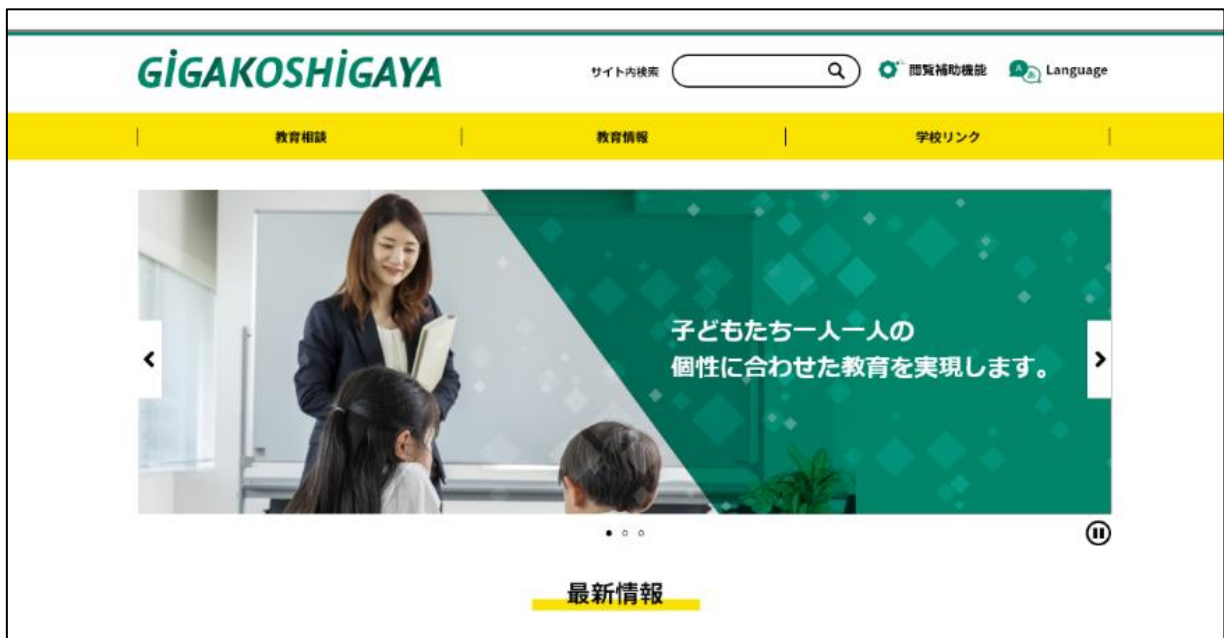 GiGAKOSHiGAYA
サイト内検索
閲覧補助機能
Language
教育相談
教育情報
学校リンク
子どもたち一人一人の
個性に合わせた教育を実現します。
最新情報